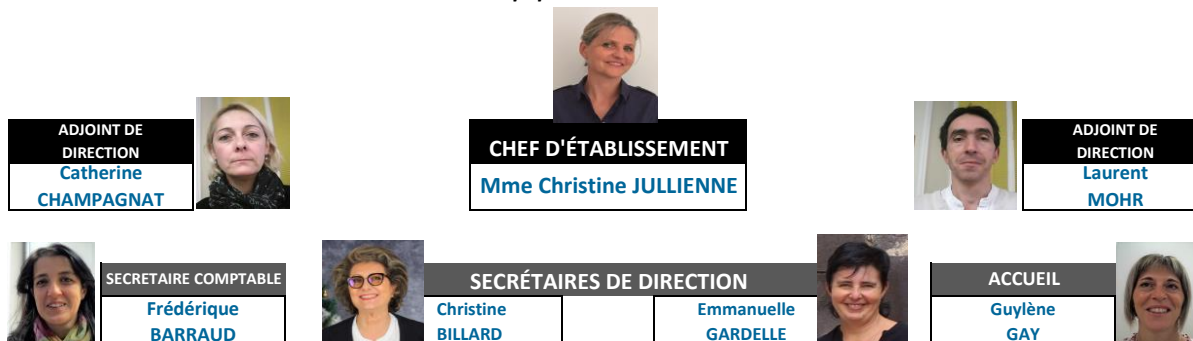 CHEF D'ÉTABLISSEMENT
Mme Christine JULLIENNE
ADJOINT DE
DIRECTION
Catherine
CHAMPAGNAT
ADJOINT DE
DIRECTION
Laurent
MOHR
SECRETAIRE COMPTABLE
Frédérique
BARRAUD
SECRÉTAIRES DE DIRECTION
Christine
BILLARD
Emmanuelle
GARDELLE
ACCUEIL
Guylène
GAY